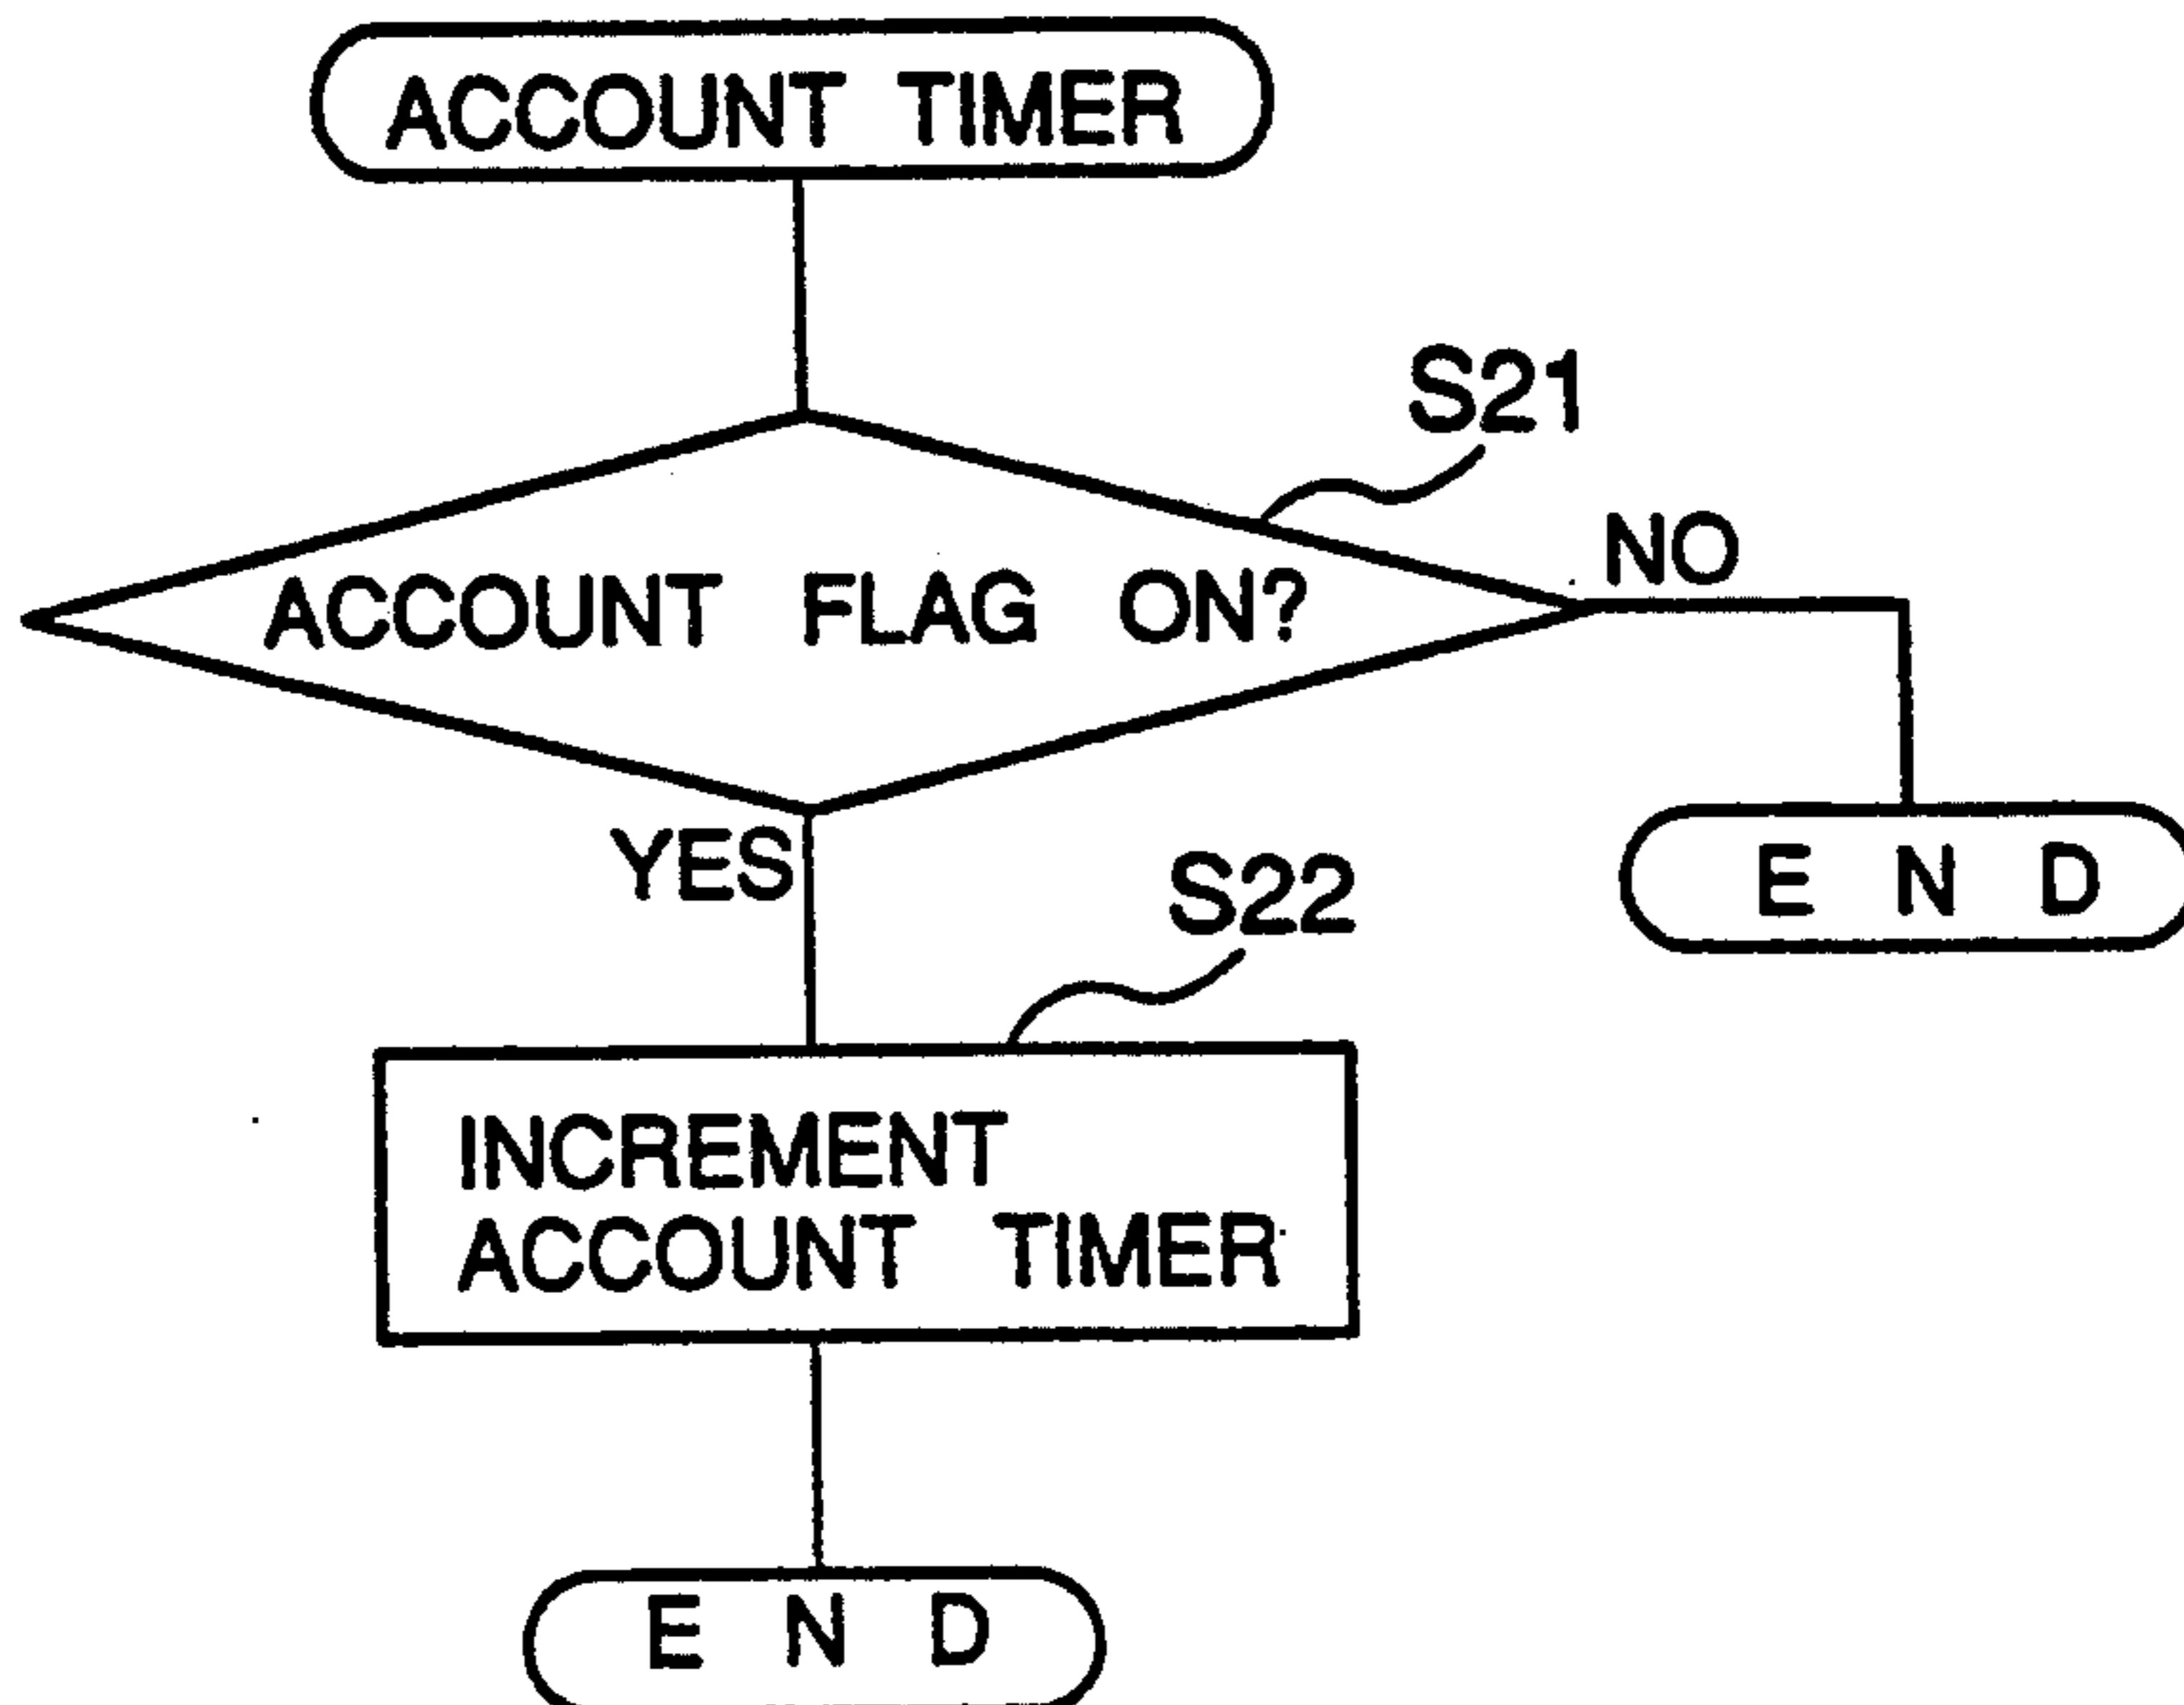 ACCOUNT TIMER
S21
ACCOUNT FLAG ON?
NO
YES
S22
E N D
INCREMENT
ACCOUNT TIMER
E N D